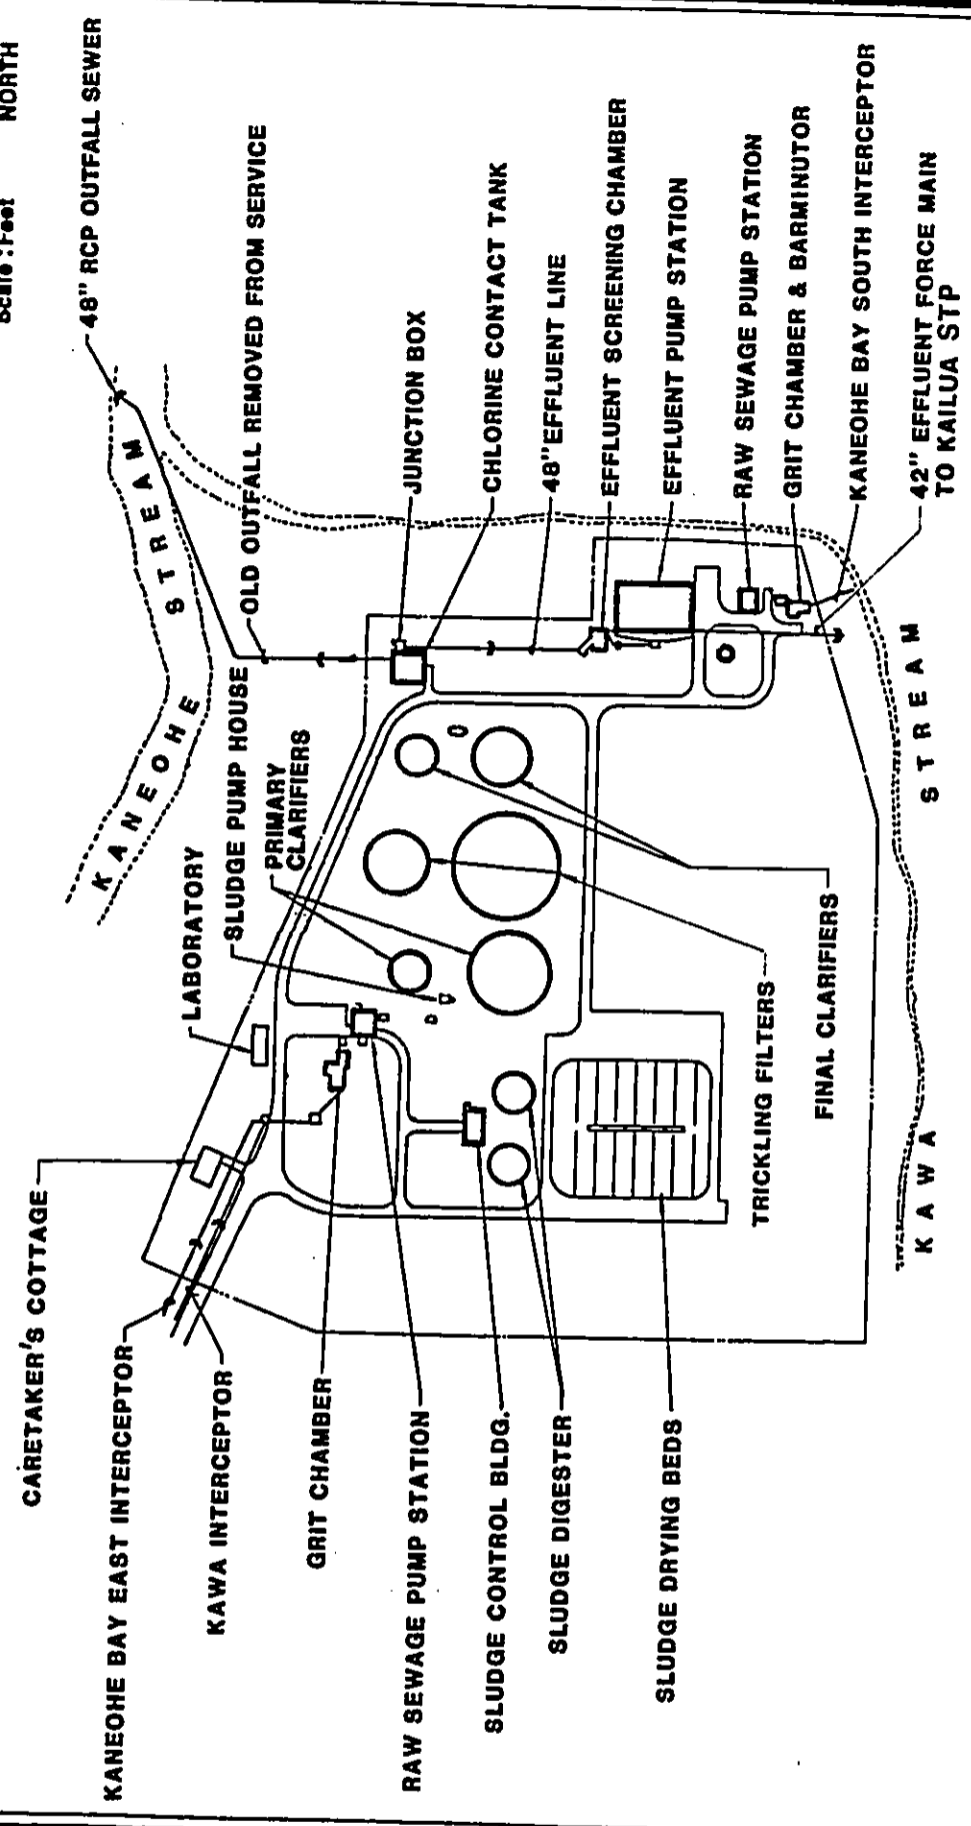 Scale : Feet
NORTH
48" RCP OUTFALL SEWER
KANEOHE STREAM
OLD OUTFALL REMOVED FROM SERVICE
JUNCTION BOX
CHLORINE CONTACT TANK
48" EFFLUENT LINE
EFFLUENT SCREENING CHAMBER
EFFLUENT PUMP STATION
RAW SEWAGE PUMP STATION
GRIT CHAMBER & BARMINUTOR
KANEOHE BAY SOUTH INTERCEPTOR
42" EFFLUENT FORCE MAIN
TO KAILUA STP
LABORATORY
SLUDGE PUMP HOUSE
PRIMARY
CLARIFIERS
KAWA STREAM
FINAL CLARIFIERS
TRICKLING FILTERS
CARETAKER'S COTTAGE
KANEOHE BAY EAST INTERCEPTOR
KAWA INTERCEPTOR
GRIT CHAMBER
RAW SEWAGE PUMP STATION
SLUDGE CONTROL BLDG.
SLUDGE DIGESTER
SLUDGE DRYING BEDS